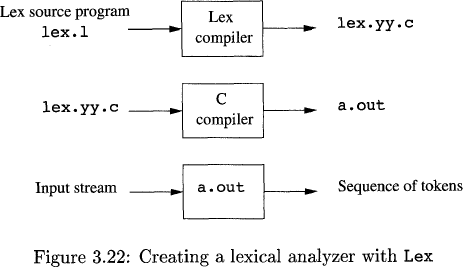 Lex source program
lex.l
Lex
compiler
lex.yy.c
lex.yy.c
C
compiler
a.out
Input stream
a.out
Sequence of tokens
Figure 3.22: Creating a lexical analyzer with Lex